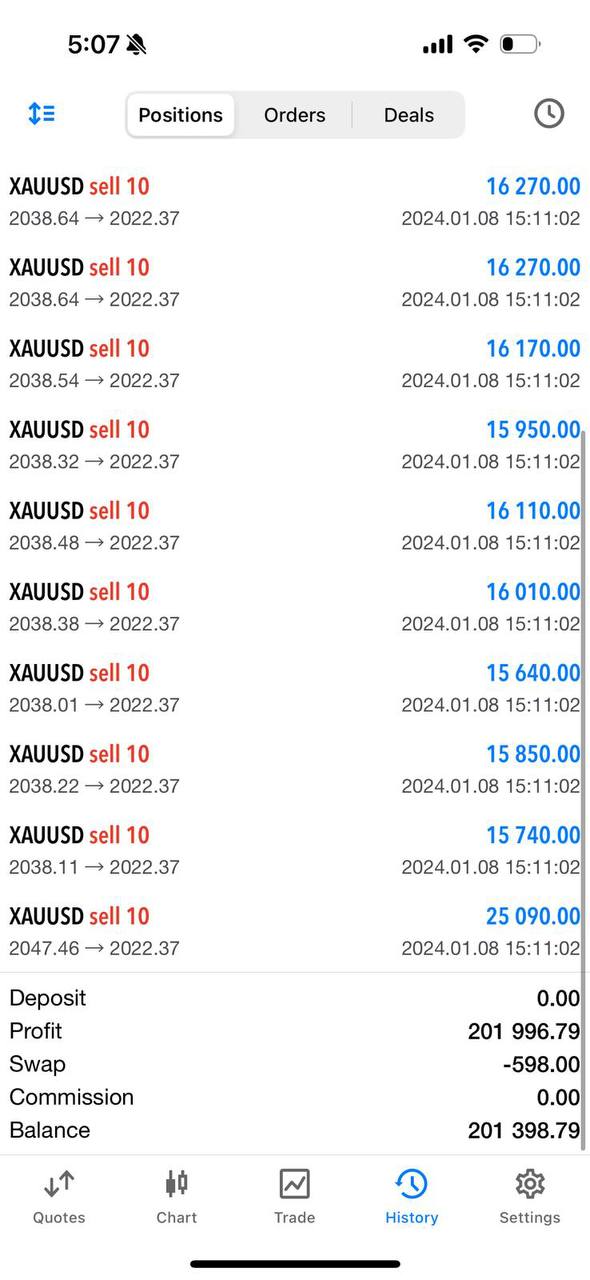 5:07
Positions Orders Deals
XAUUSD sell 10 16 270.00
2038.64 → 2022.37 2024.01.08 15:11:02
XAUUSD sell 10 16 270.00
2038.64 → 2022.37 2024.01.08 15:11:02
XAUUSD sell 10 16 170.00
2038.54 → 2022.37 2024.01.08 15:11:02
XAUUSD sell 10 15 950.00
2038.32 → 2022.37 2024.01.08 15:11:02
XAUUSD sell 10 16 110.00
2038.48 → 2022.37 2024.01.08 15:11:02
XAUUSD sell 10 16 010.00
2038.38 → 2022.37 2024.01.08 15:11:02
XAUUSD sell 10 15 640.00
2038.01 → 2022.37 2024.01.08 15:11:02
XAUUSD sell 10 15 850.00
2038.22 → 2022.37 2024.01.08 15:11:02
XAUUSD sell 10 15 740.00
2038.11 → 2022.37 2024.01.08 15:11:02
XAUUSD sell 10 25 090.00
2047.46 → 2022.37 2024.01.08 15:11:02
Deposit 0.00
Profit 201 996.79
Swap -598.00
Commission 0.00
Balance 201 398.79
Quotes Chart Trade History Settings